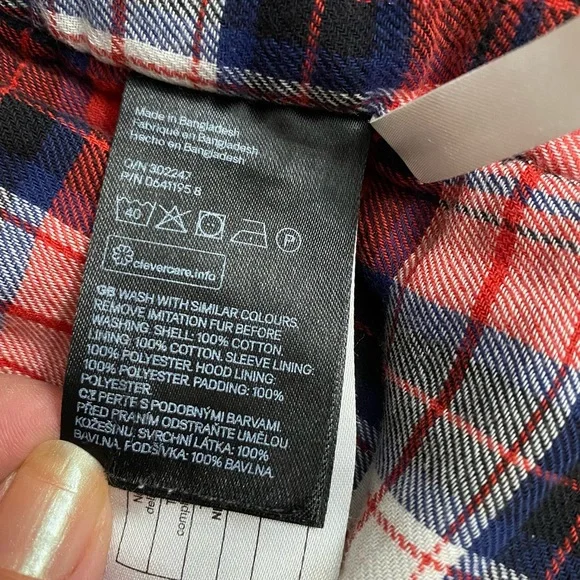 Made in Bangladesh
Fabriqué en Bangladesh
Hecho en Bangladesh
O/N 302247
P/N D641195 8
40
P
clevercare.info
GB WASH WITH SIMILAR COLOURS.
REMOVE IMITATION FUR BEFORE
WASHING. SHELL: 100% COTTON.
LINING: 100% COTTON. SLEEVE LINING:
100% POLYESTER. HOOD LINING:
100% POLYESTER. PADDING: 100%
POLYESTER.
CZ PERTE S PODOBNÝMI BARVAMI.
PŘED PRANÍM ODSTRAŇTE UMĚLOU
KOŽEŠINU. SVRCHNÍ LÁTKA: 100%
BAVLNA. PODŠÍVKA: 100% BAVLNA